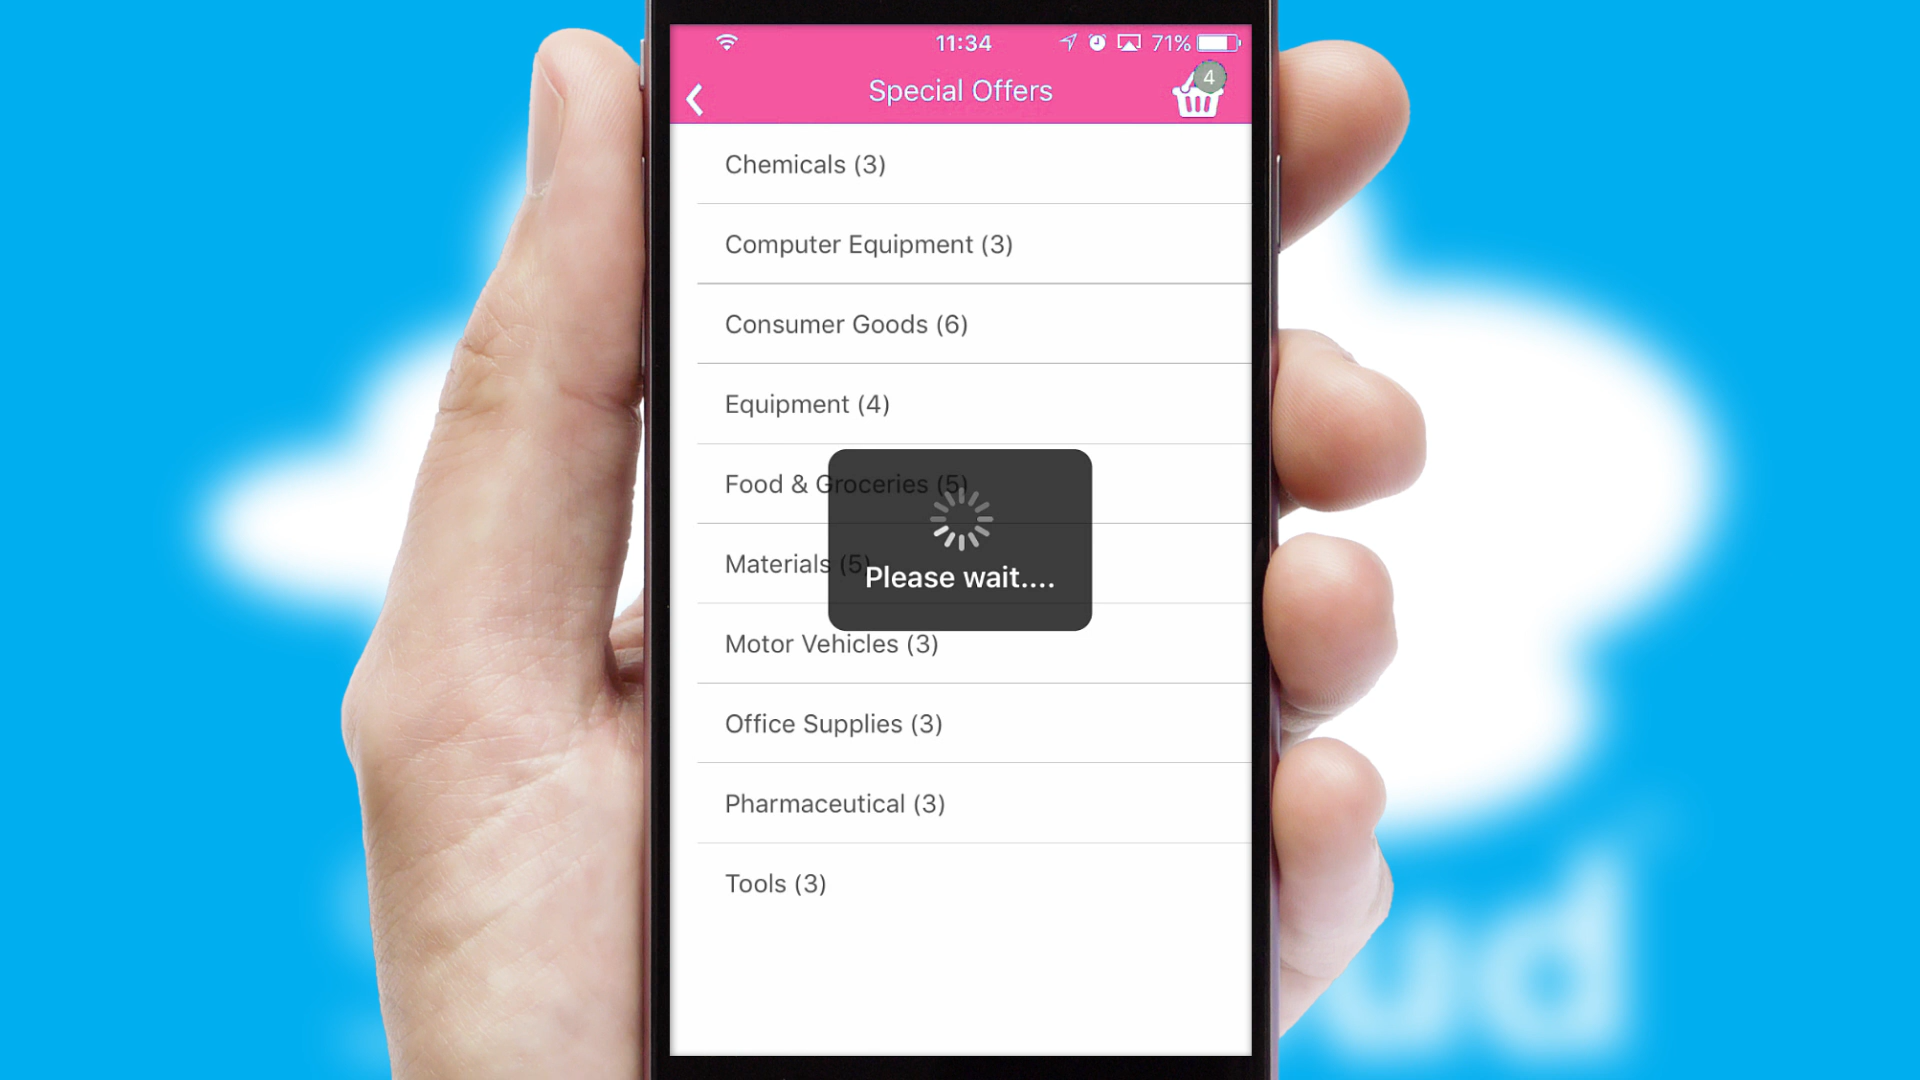 11:34 71%
Special Offers 4
Chemicals (3)
Computer Equipment (3)
Consumer Goods (6)
Equipment (4)
Food & Groceries (5)
Materials (5)
Please wait....
Motor Vehicles (3)
Office Supplies (3)
Pharmaceutical (3)
Tools (3)
ud